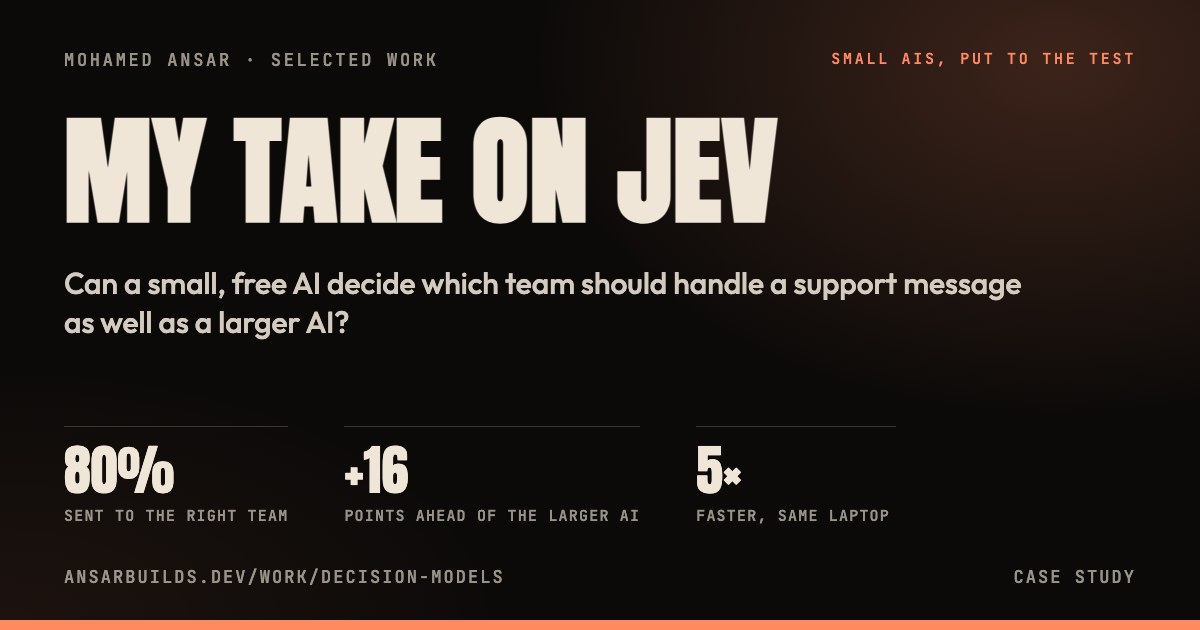 MOHAMED ANSAR · SELECTED WORK
SMALL AIS, PUT TO THE TEST
MY TAKE ON JEV
Can a small, free AI decide which team should handle a support message
as well as a larger AI?
80%
SENT TO THE RIGHT TEAM
+16
POINTS AHEAD OF THE LARGER AI
5×
FASTER, SAME LAPTOP
ANSARBUILDS.DEV/WORK/DECISION-MODELS
CASE STUDY